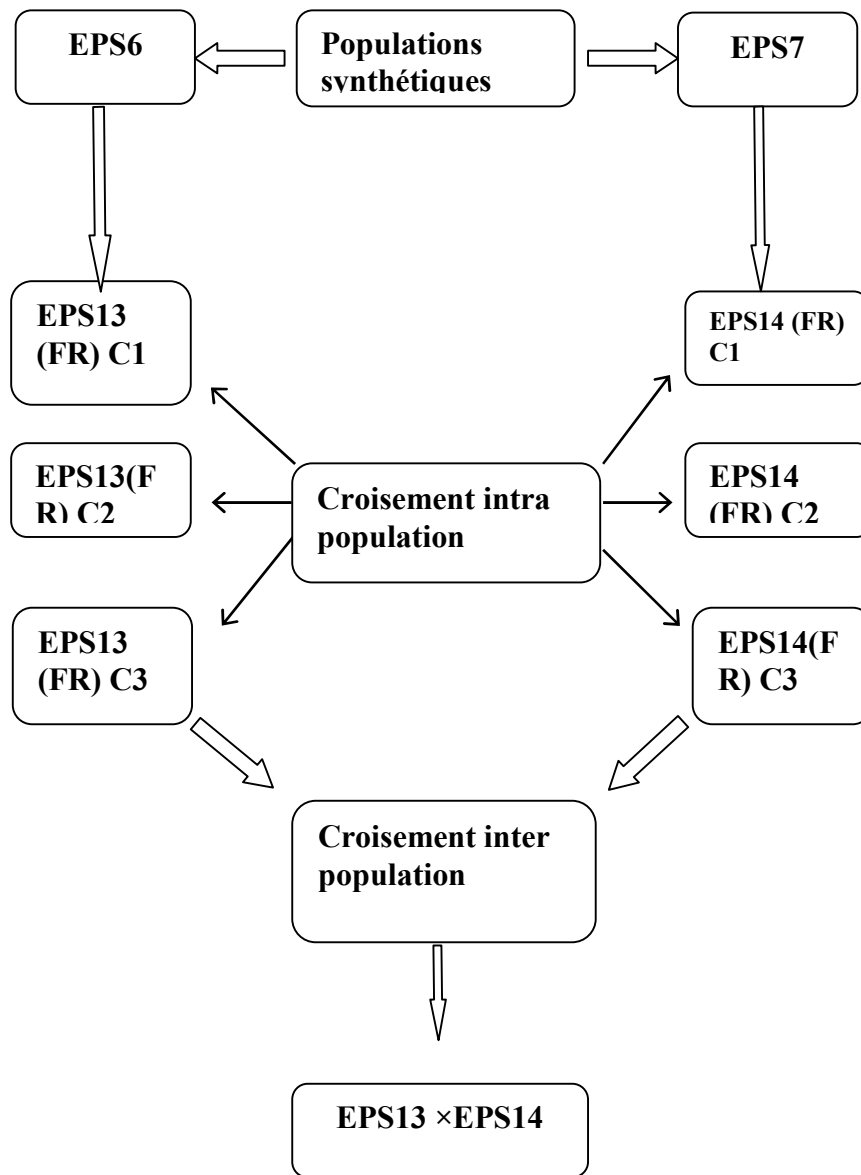 EPS6
Populations
synthétiques
EPS7
EPS13
(FR) C1
EPS14 (FR)
C1
EPS13(F
R) C2
Croisement intra
population
EPS14
(FR) C2
EPS13
(FR) C3
EPS14(F
R) C3
Croisement inter
population
EPS13 ×EPS14